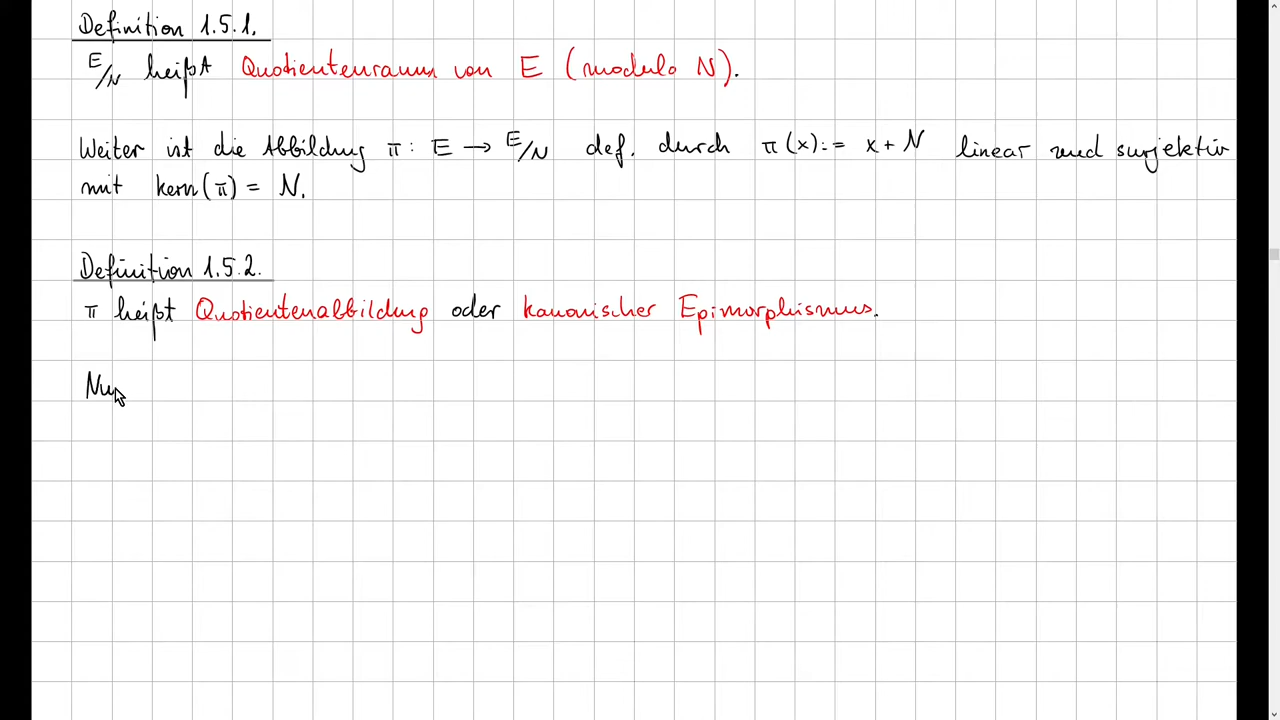 Definition 1.5.1.
E/N heißt Quotientenraum von E (modulo N).
Weiter ist die Abbildung π: E → E/N def. durch π(x):= x+N linear und surjektiv
mit kern(π) = N.
Definition 1.5.2.
π heißt Quotientenabbildung oder kanonischer Epimorphismus.
Nu